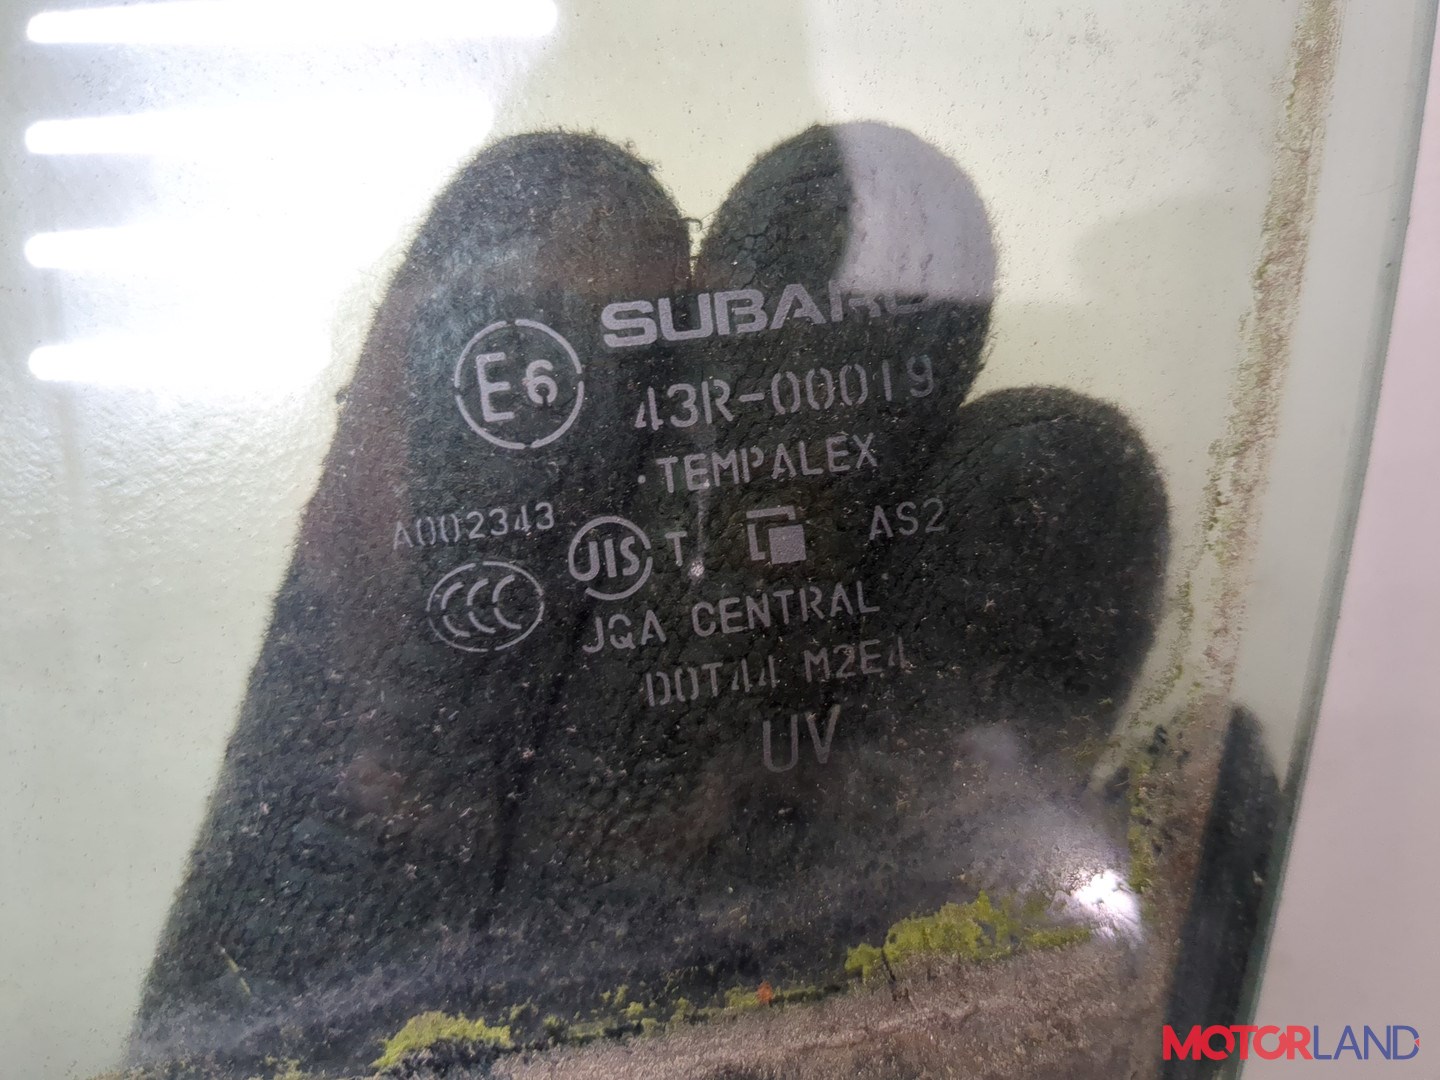 SUBARU
E6
43R-00019
TEMPALEX
A002343
JIS T AS2
CCC
JQA CENTRAL
DOT44 M2E4
UV
MOTORLAND